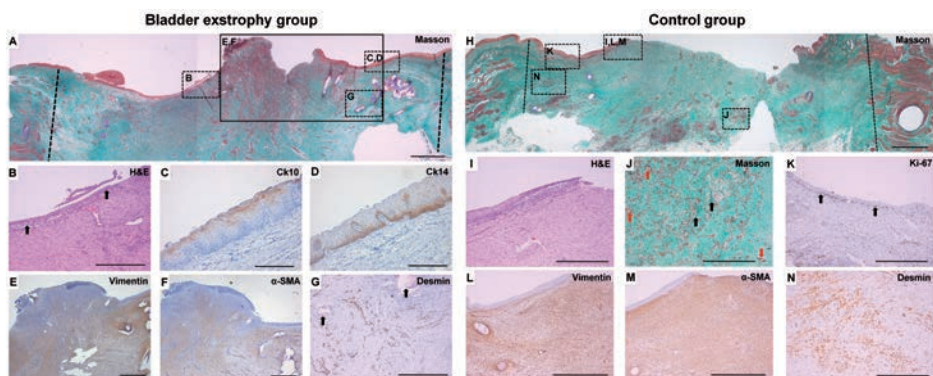 Bladder exstrophy group
Control group
A
E,F
C,D
Masson
B
G
H
K
I,L,M
Masson
N
J
B
H&E
C
Ck10
D
Ck14
I
H&E
J
Masson
K
Ki-67
E
Vimentin
F
α-SMA
G
Desmin
L
Vimentin
M
α-SMA
N
Desmin